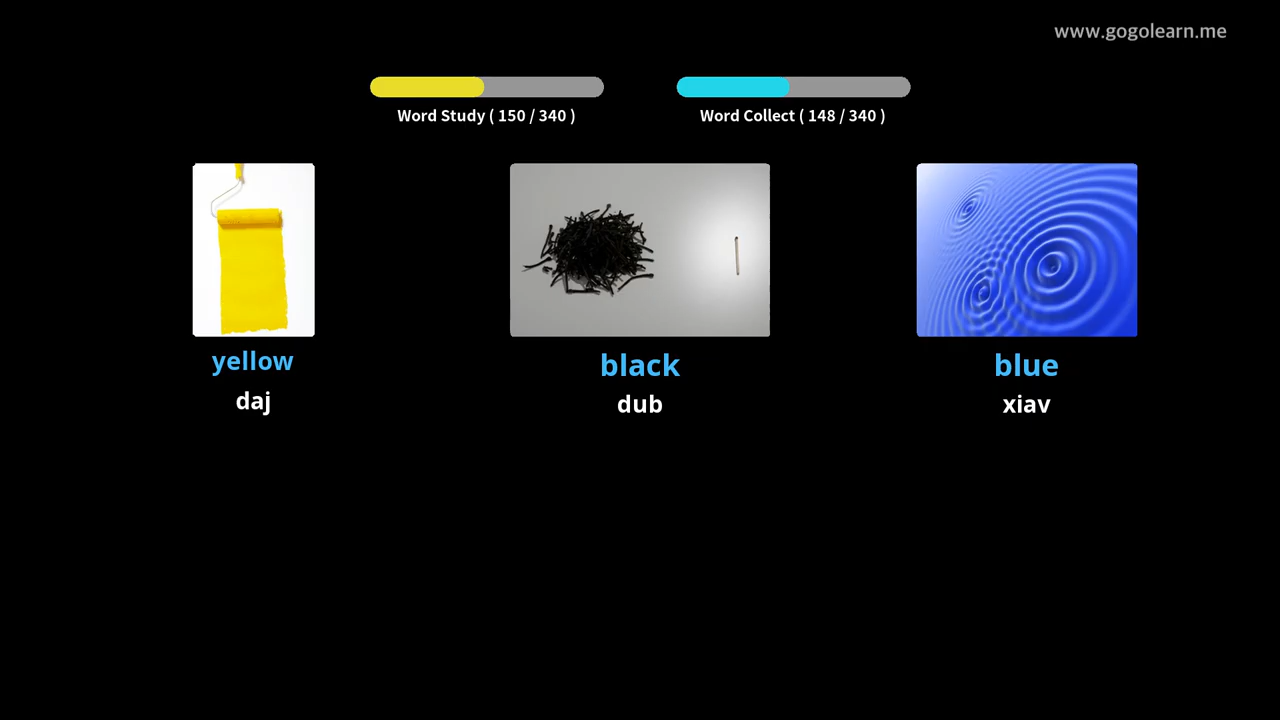 www.gogolearn.me
Word Study ( 150 / 340 )
Word Collect ( 148 / 340 )
yellow
daj
black
dub
blue
xiav